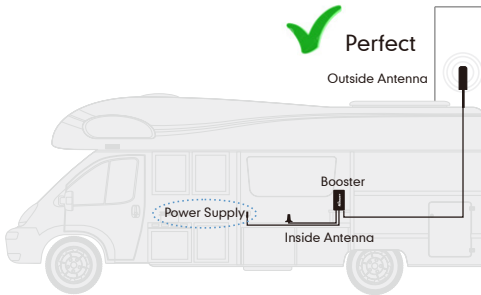 Perfect
Outside Antenna
Booster
Power Supply
Inside Antenna